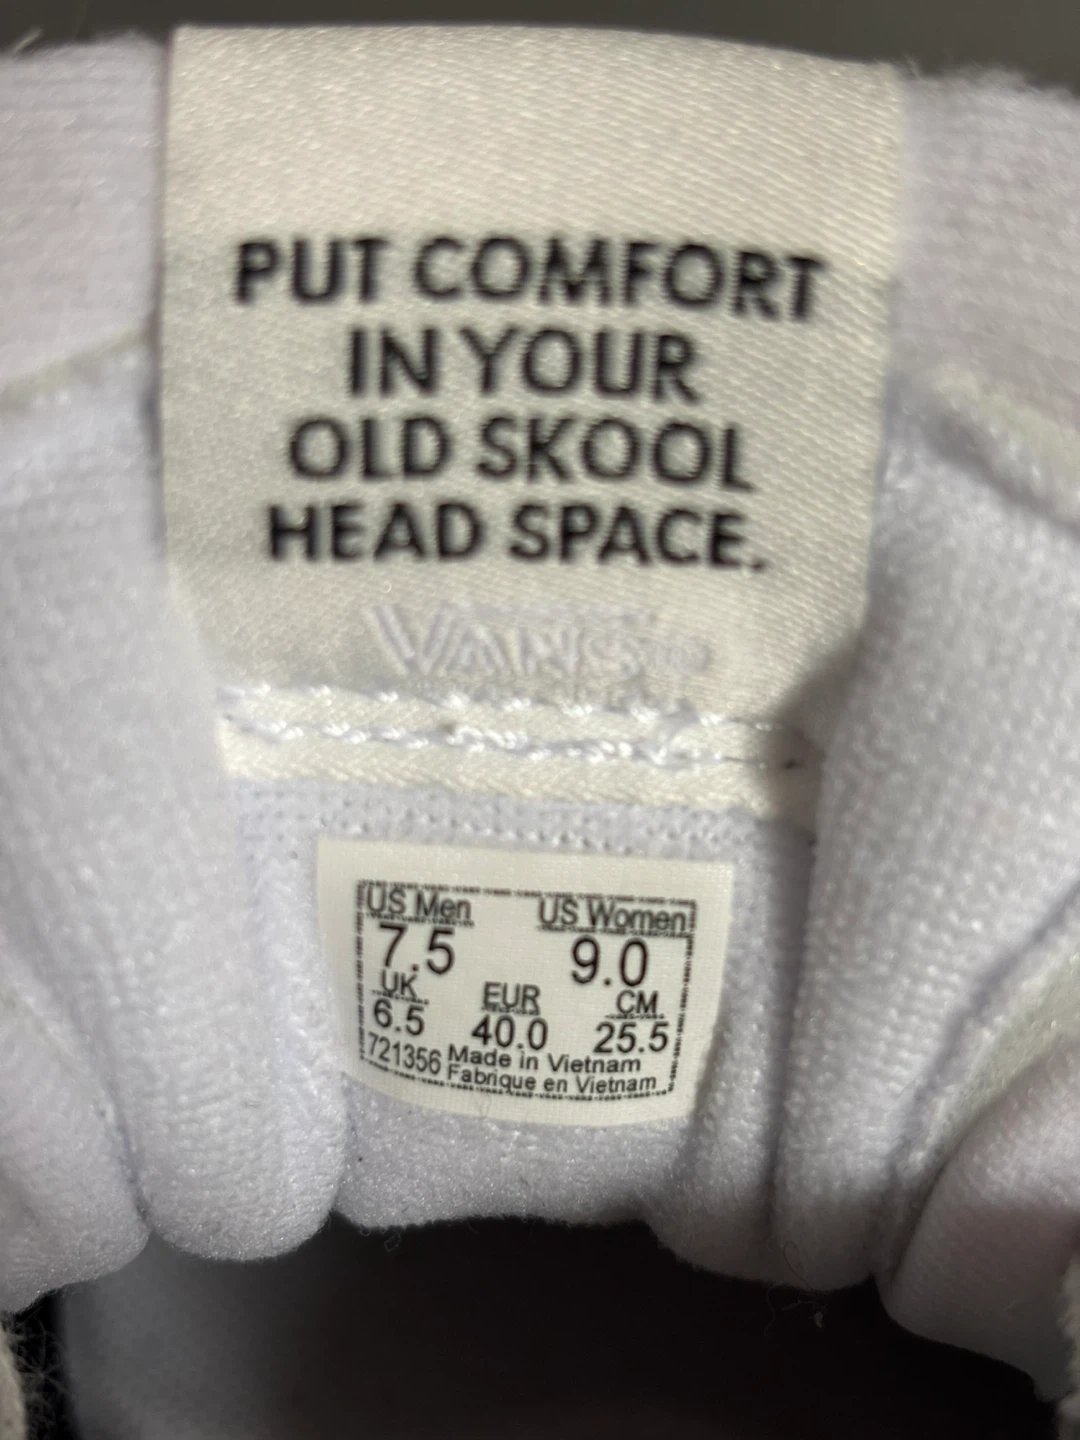 PUT COMFORT
IN YOUR
OLD SKOOL
HEAD SPACE.
VANS
US Men US Women
7.5 9.0
UK EUR CM
6.5 40.0 25.5
721356 Made in Vietnam
Fabrique en Vietnam